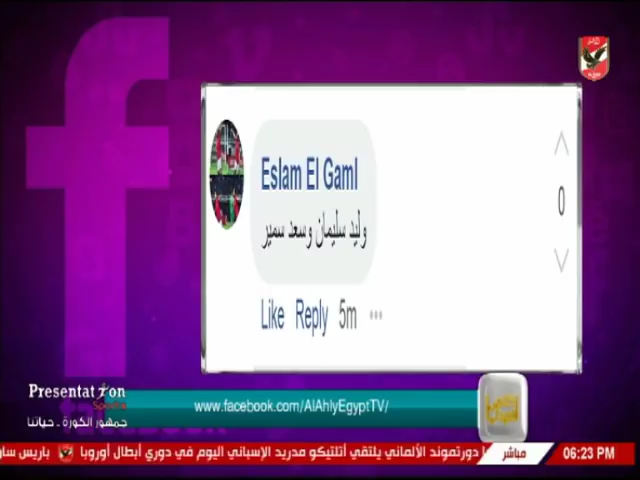 Eslam El Gaml
وليد سليمان وسعد سمير
0
Like Reply 5m ···
Presentation
Sports
جمهور الكورة .. حياتنا
www.facebook.com/AlAhlyEgyptTV/
دورتموند الألماني يلتقي أتلتيكو مدريد الإسباني اليوم في دوري أبطال أوروبا
باريس
مباشر
06:23 PM